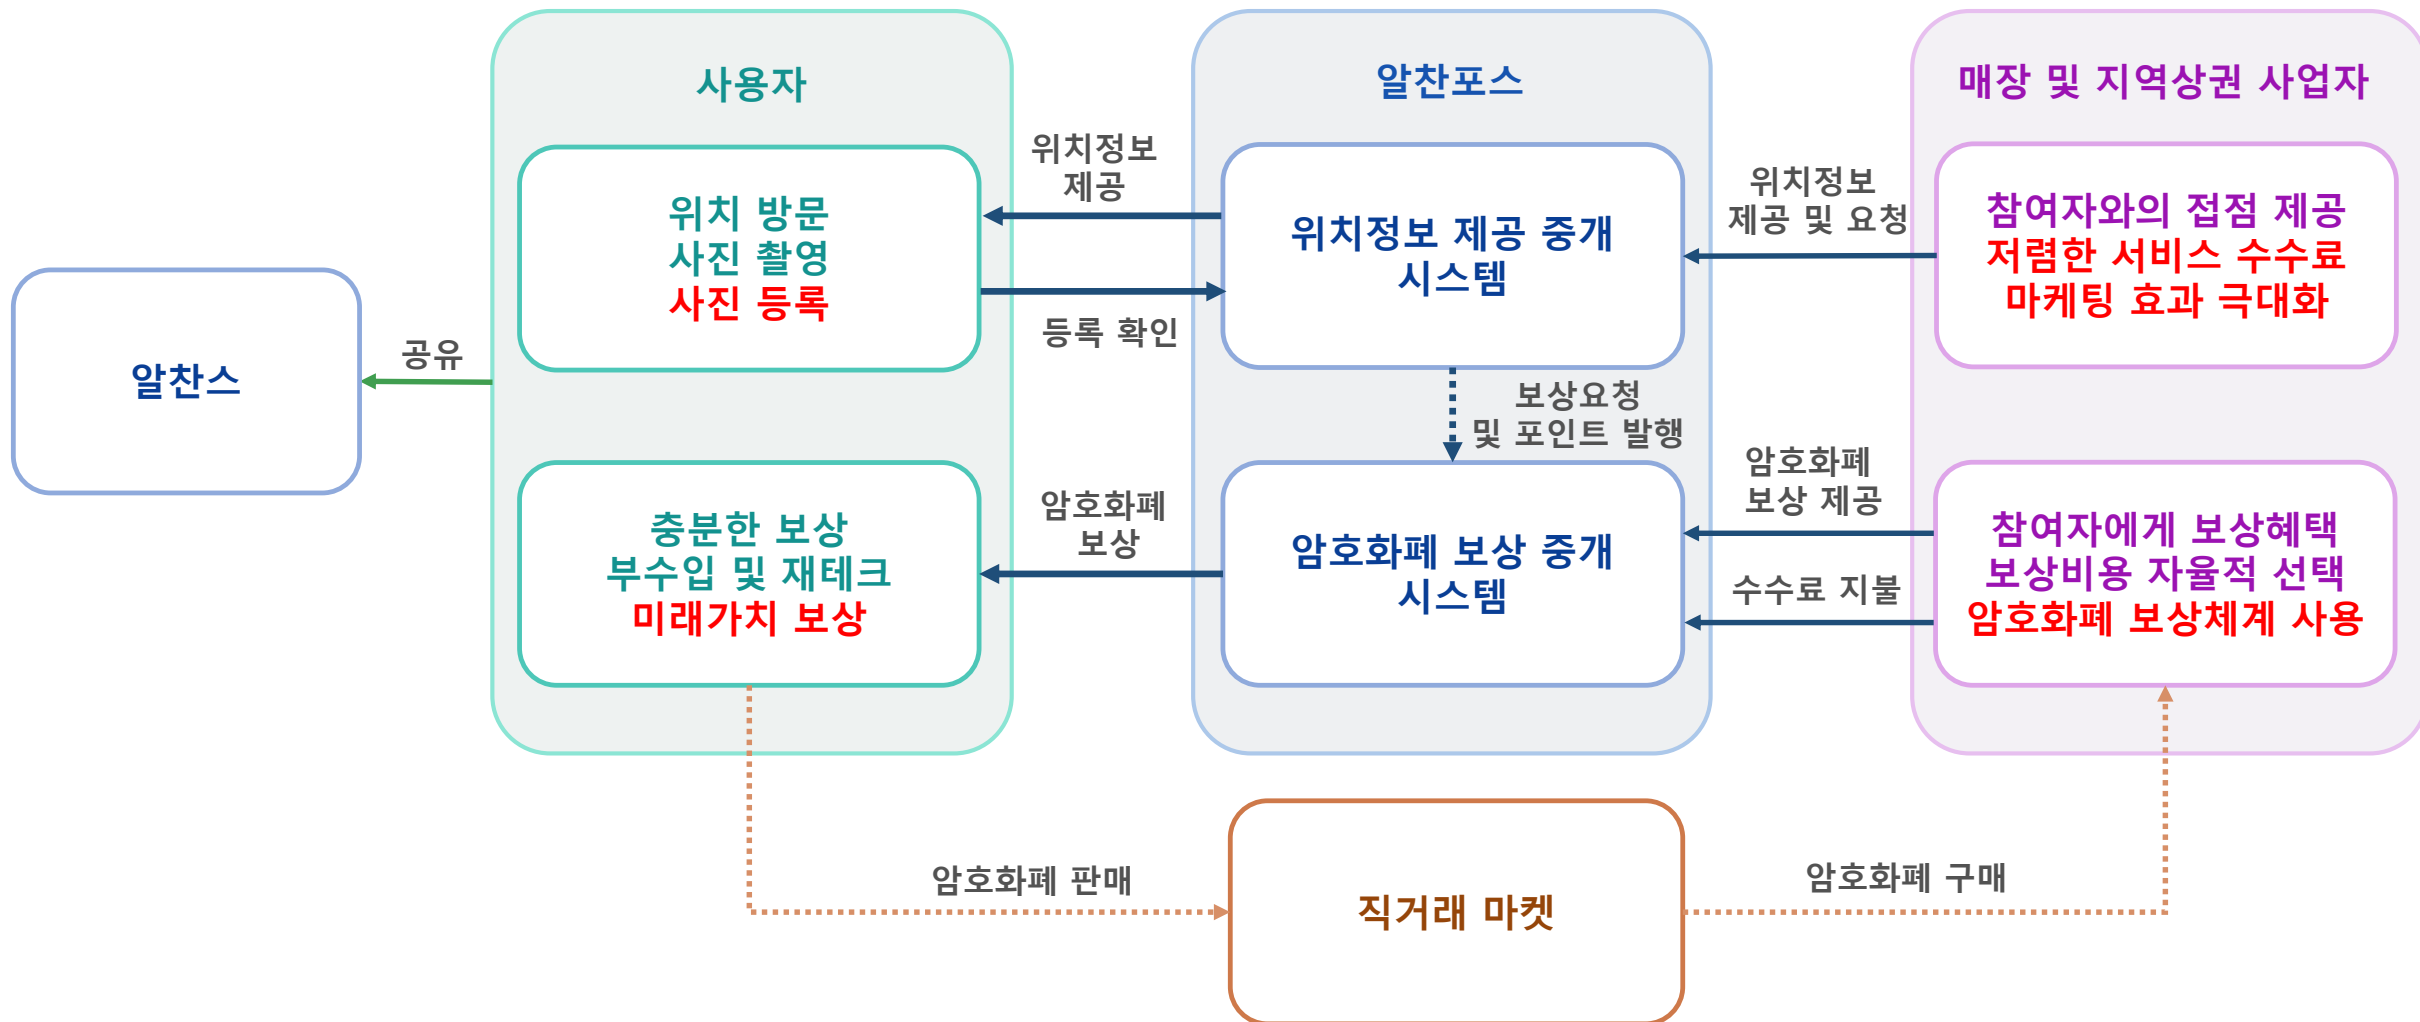 사용자
알찬포스
매장 및 지역상권 사업자
위치 방문
사진 촬영
사진 등록
위치정보
제공
등록 확인
위치정보 제공 중개
시스템
위치정보
제공 및 요청
참여자와의 접점 제공
저렴한 서비스 수수료
마케팅 효과 극대화
알찬스
공유
보상요청
및 포인트 발행
충분한 보상
부수입 및 재테크
미래가치 보상
암호화폐
보상
암호화폐 보상 중개
시스템
암호화폐
보상 제공
수수료 지불
참여자에게 보상혜택
보상비용 자율적 선택
암호화폐 보상체계 사용
암호화폐 판매
직거래 마켓
암호화폐 구매